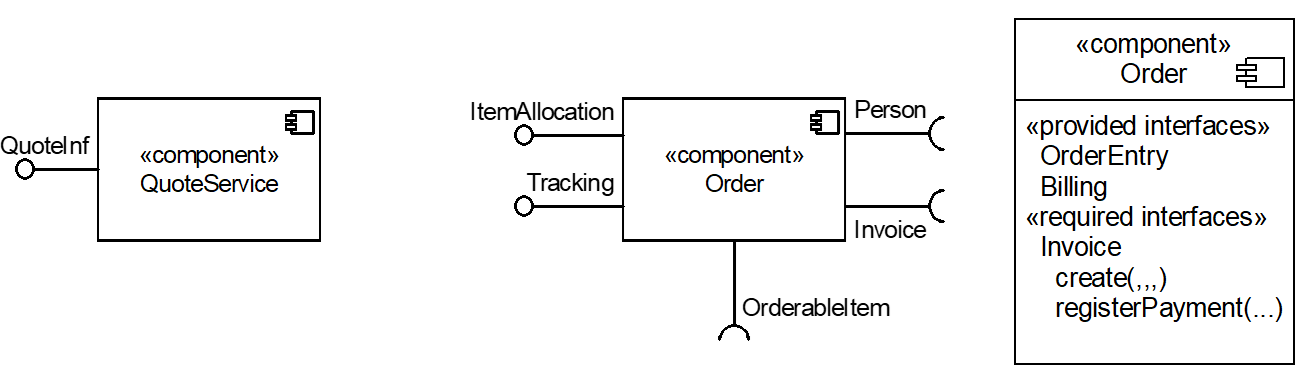 QuoteInf
«component»
QuoteService
ItemAllocation
Tracking
«component»
Order
Person
Invoice
OrderableItem
«component»
Order
«provided interfaces»
OrderEntry
Billing
«required interfaces»
Invoice
create(,,,)
registerPayment(...)